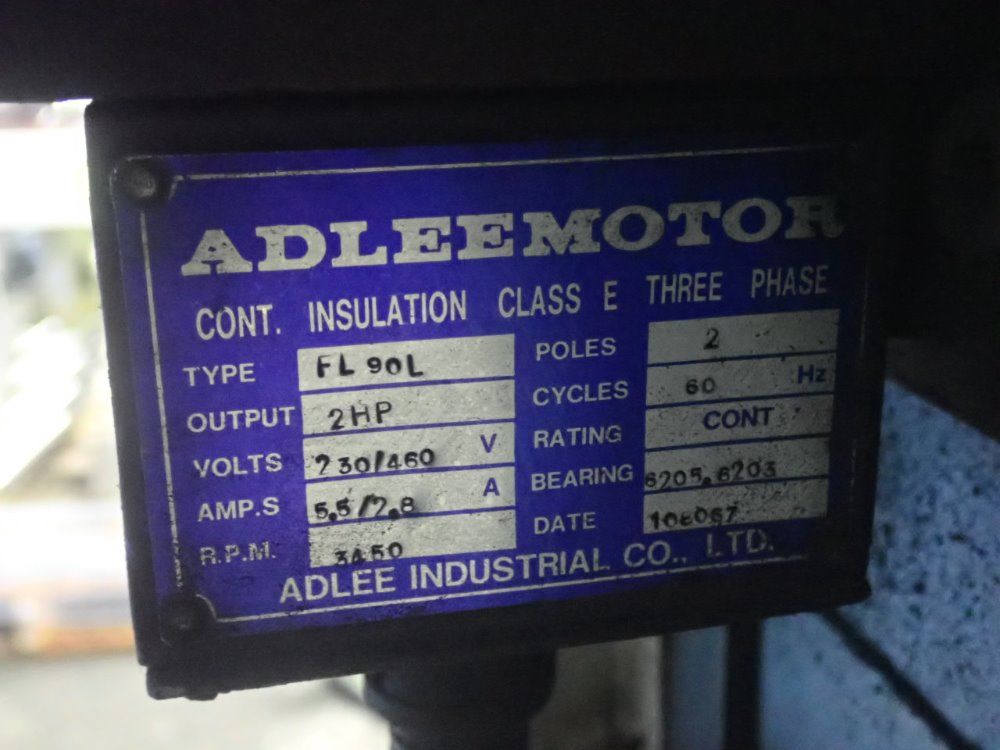 ADLEEMOTOR
CONT. INSULATION CLASS E THREE PHASE
TYPE FL 90L POLES 2
OUTPUT 2HP CYCLES 60 Hz
VOLTS 230/460 V RATING CONT
AMP.S 5.5/2.8 A BEARING 6205.6203
R.P.M. 3450 DATE
ADLEE INDUSTRIAL CO., LTD.